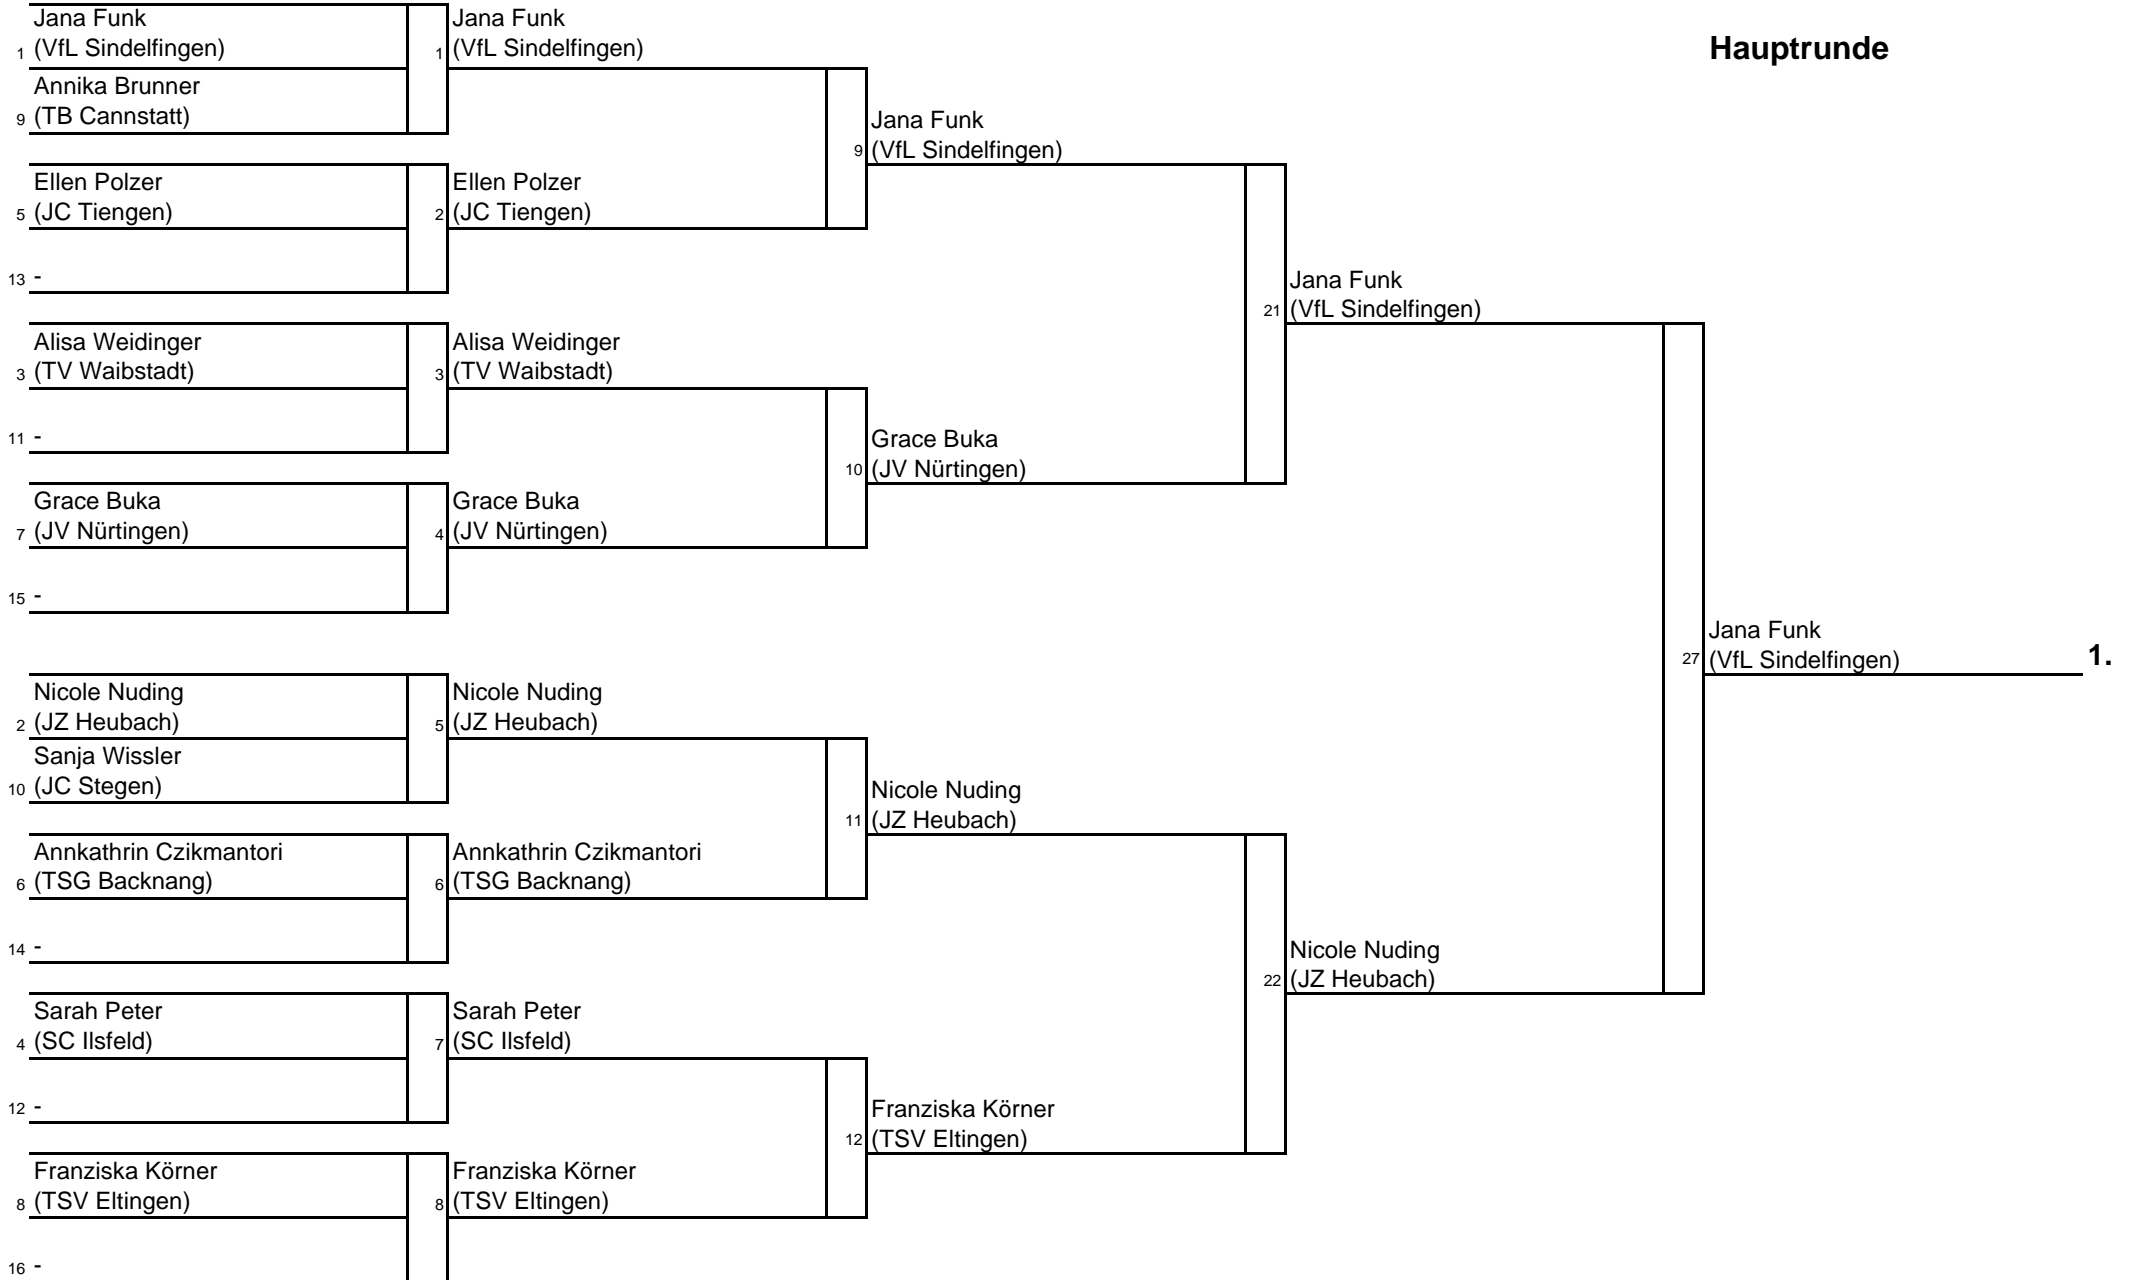 Hauptrunde
Jana Funk
1 (VfL Sindelfingen)
Annika Brunner
9 (TB Cannstatt)
Ellen Polzer
5 (JC Tiengen)
13 -
Alisa Weidinger
3 (TV Waibstadt)
11 -
Grace Buka
7 (JV Nürtingen)
15 -
Nicole Nuding
2 (JZ Heubach)
Sanja Wissler
10 (JC Stegen)
Annkathrin Czikmantori
6 (TSG Backnang)
14 -
Sarah Peter
4 (SC Ilsfeld)
12 -
Franziska Körner
8 (TSV Eltingen)
16 -
Jana Funk
1 (VfL Sindelfingen)
Ellen Polzer
2 (JC Tiengen)
Alisa Weidinger
3 (TV Waibstadt)
Grace Buka
4 (JV Nürtingen)
Nicole Nuding
5 (JZ Heubach)
Annkathrin Czikmantori
6 (TSG Backnang)
Sarah Peter
7 (SC Ilsfeld)
Franziska Körner
8 (TSV Eltingen)
Jana Funk
9 (VfL Sindelfingen)
Grace Buka
10 (JV Nürtingen)
Nicole Nuding
11 (JZ Heubach)
Franziska Körner
12 (TSV Eltingen)
Jana Funk
21 (VfL Sindelfingen)
Nicole Nuding
22 (JZ Heubach)
Jana Funk
27 (VfL Sindelfingen) 1.